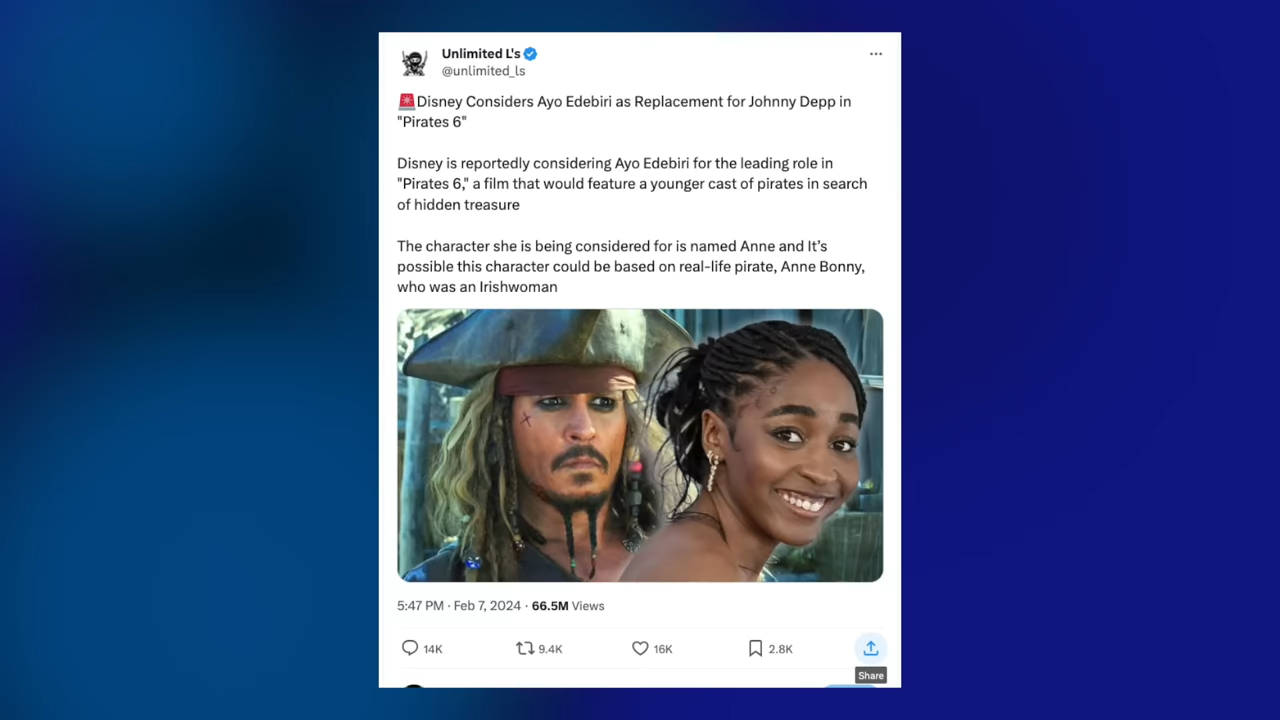 Unlimited L's
@unlimited_ls
🚨Disney Considers Ayo Edebiri as Replacement for Johnny Depp in
"Pirates 6"
Disney is reportedly considering Ayo Edebiri for the leading role in
"Pirates 6," a film that would feature a younger cast of pirates in search
of hidden treasure
The character she is being considered for is named Anne and It’s
possible this character could be based on real-life pirate, Anne Bonny,
who was an Irishwoman
5:47 PM · Feb 7, 2024 · 66.5M Views
14K 9.4K 16K 2.8K
Share